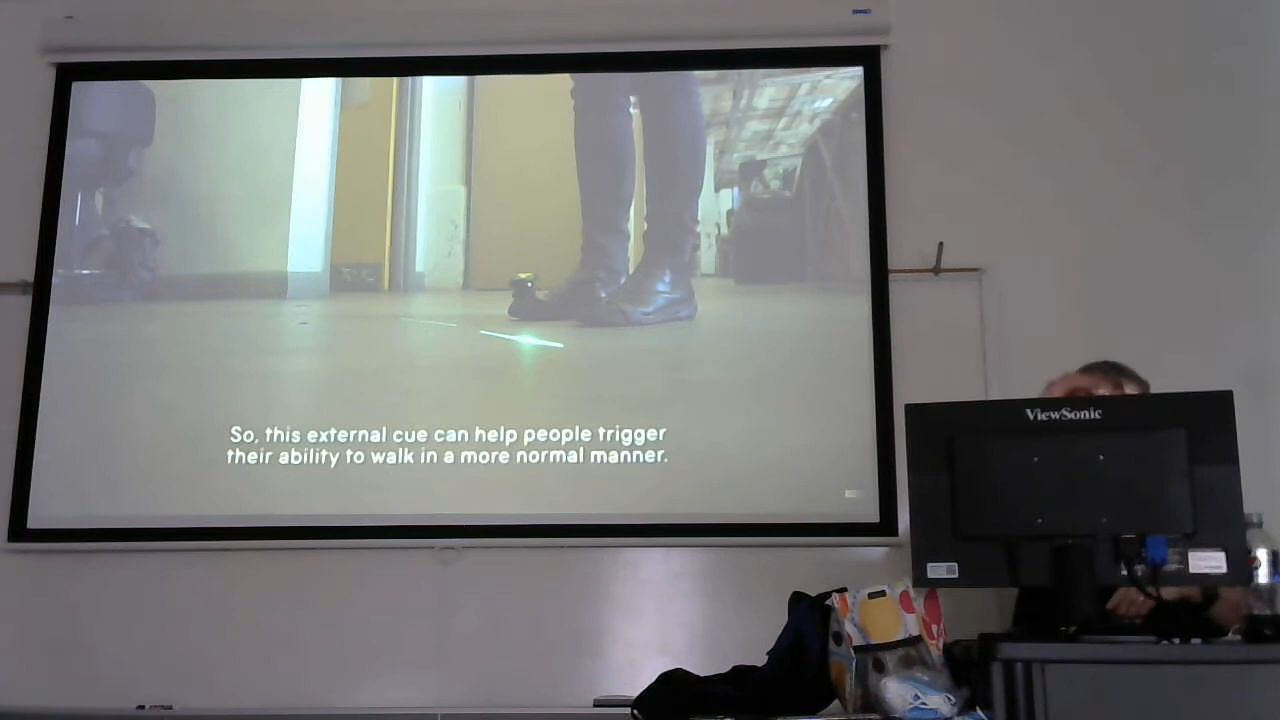 So, this external cue can help people trigger
their ability to walk in a more normal manner.
ViewSonic